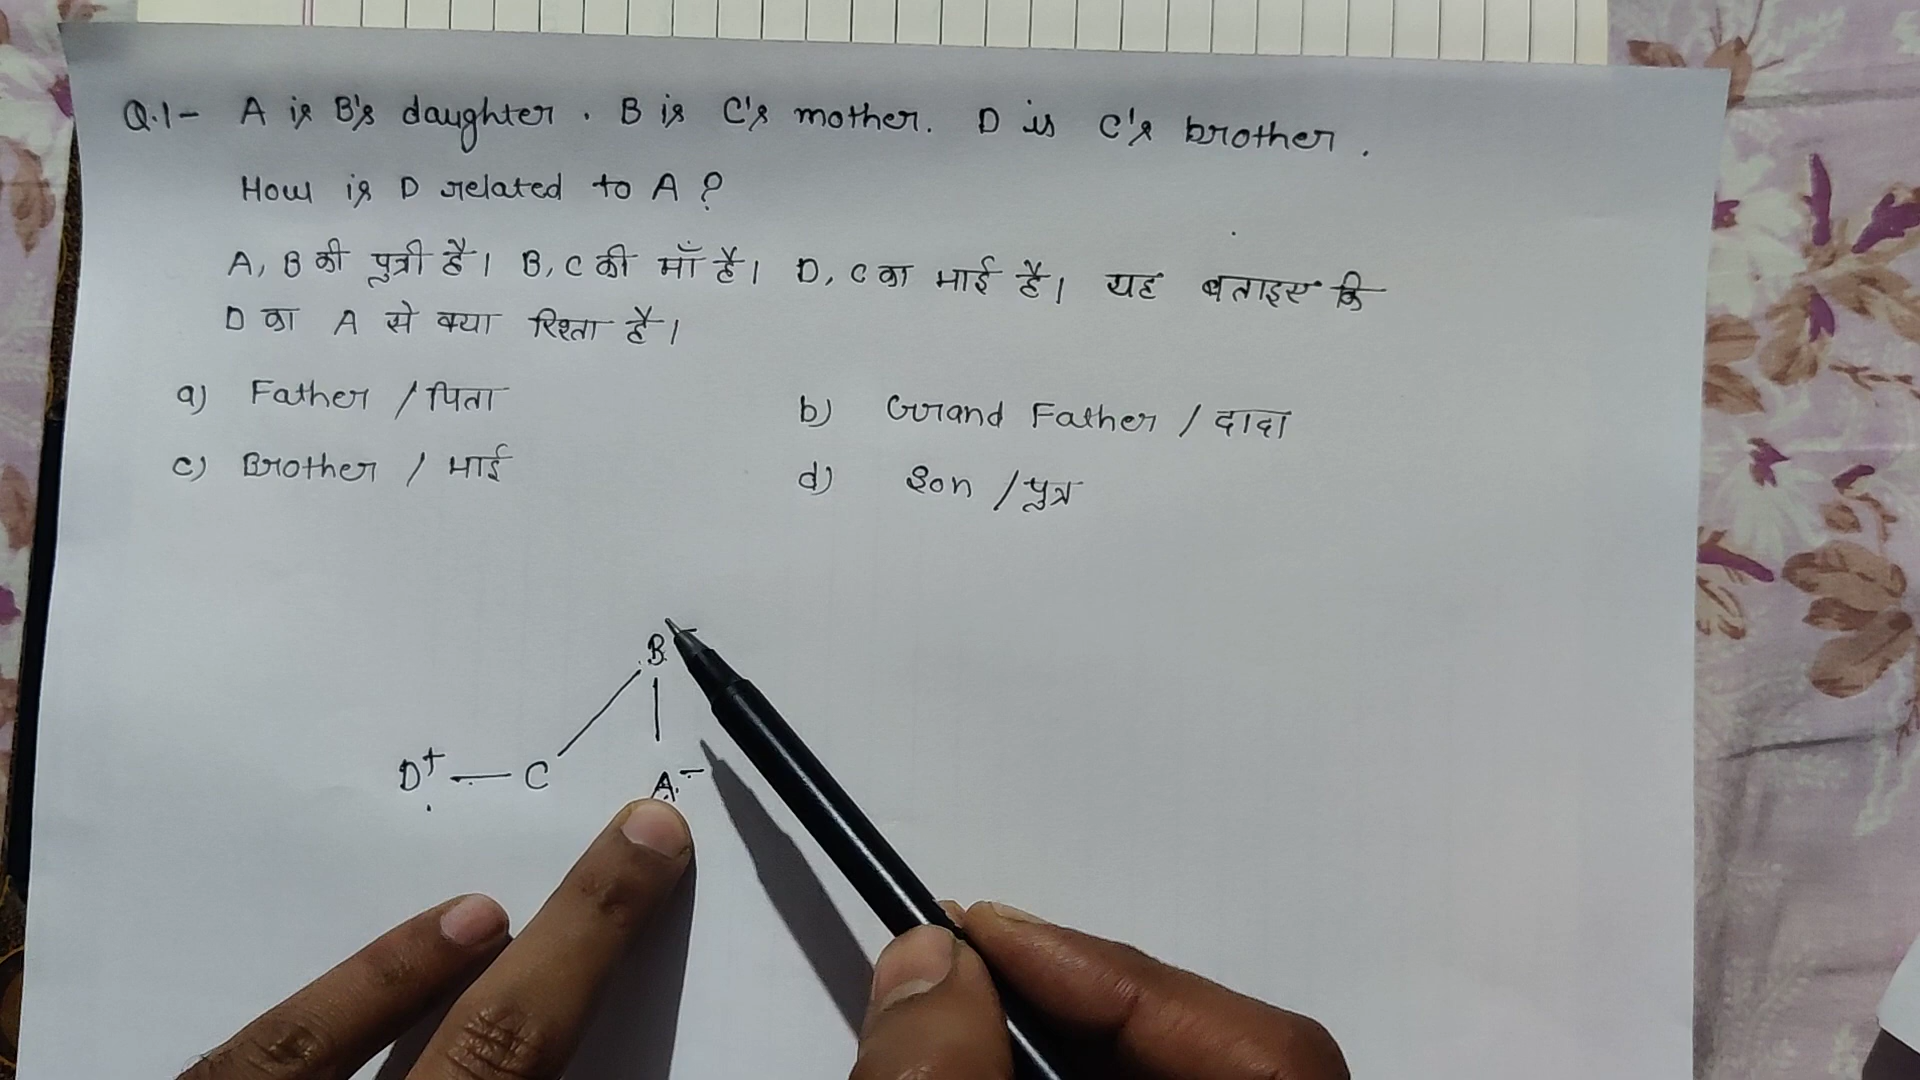 Q.1- A is B's daughter. B is C's mother. D is C's brother.
How is D related to A?
A, B की पुत्री है। B, C की माँ है। D, C का भाई है। यह बताइए कि
D का A से क्या रिश्ता है।
a) Father / पिता
b) Grand Father / दादा
c) Brother / भाई
d) Son / पुत्र
B-
D+ — C A-